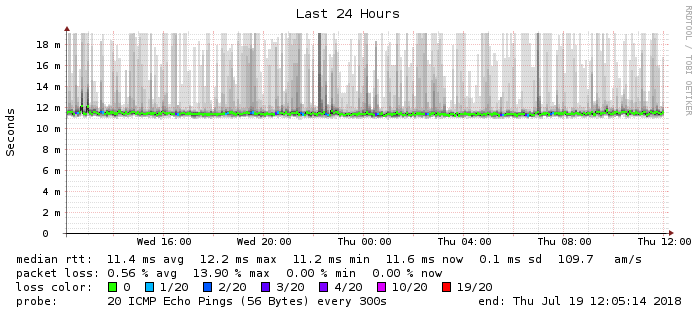 Last 24 Hours
RRDTOOL / TOBI OETIKER
Seconds
18 m
16 m
14 m
12 m
10 m
8 m
6 m
4 m
2 m
0
Wed 16:00 Wed 20:00 Thu 00:00 Thu 04:00 Thu 08:00 Thu 12:00
median rtt: 11.4 ms avg 12.2 ms max 11.2 ms min 11.6 ms now 0.1 ms sd 109.7 am/s
packet loss: 0.56 % avg 13.90 % max 0.00 % min 0.00 % now
loss color: 0 1/20 2/20 3/20 4/20 10/20 19/20
probe: 20 ICMP Echo Pings (56 Bytes) every 300s end: Thu Jul 19 12:05:14 2018